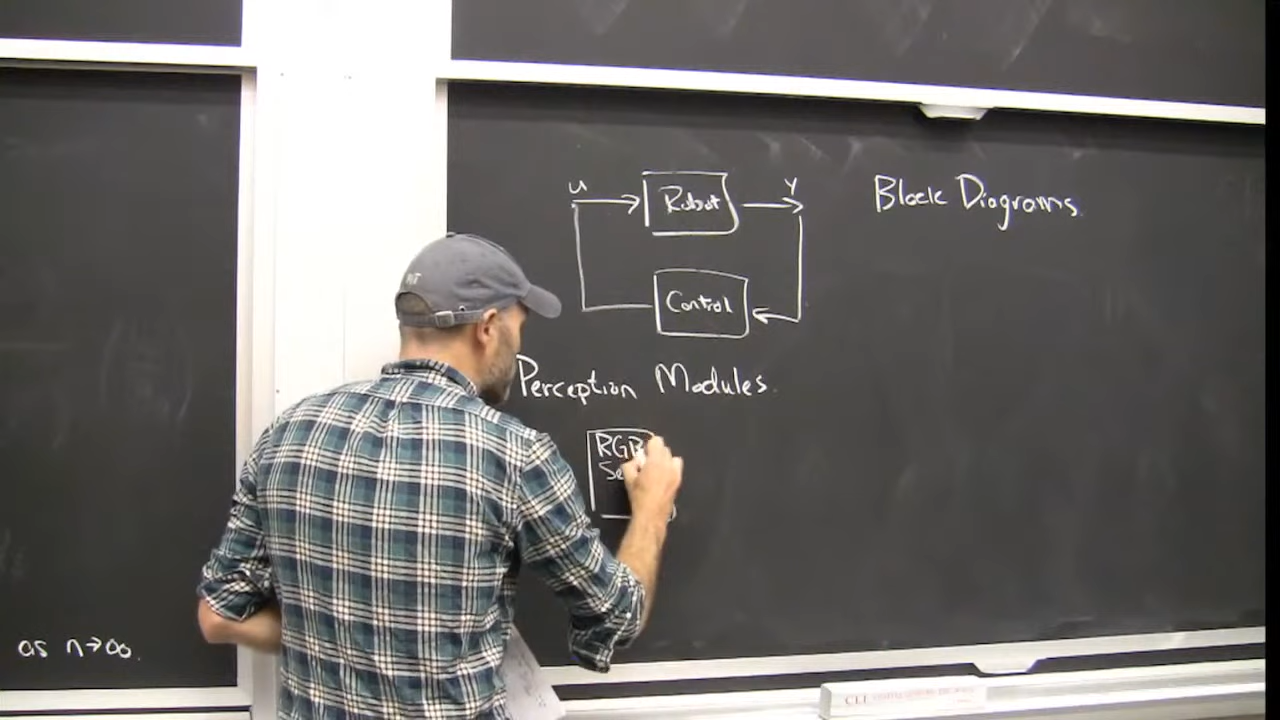 u
Robot
y
Block Diagrams.
Control
Perception Modules.
RGB
as n→∞.